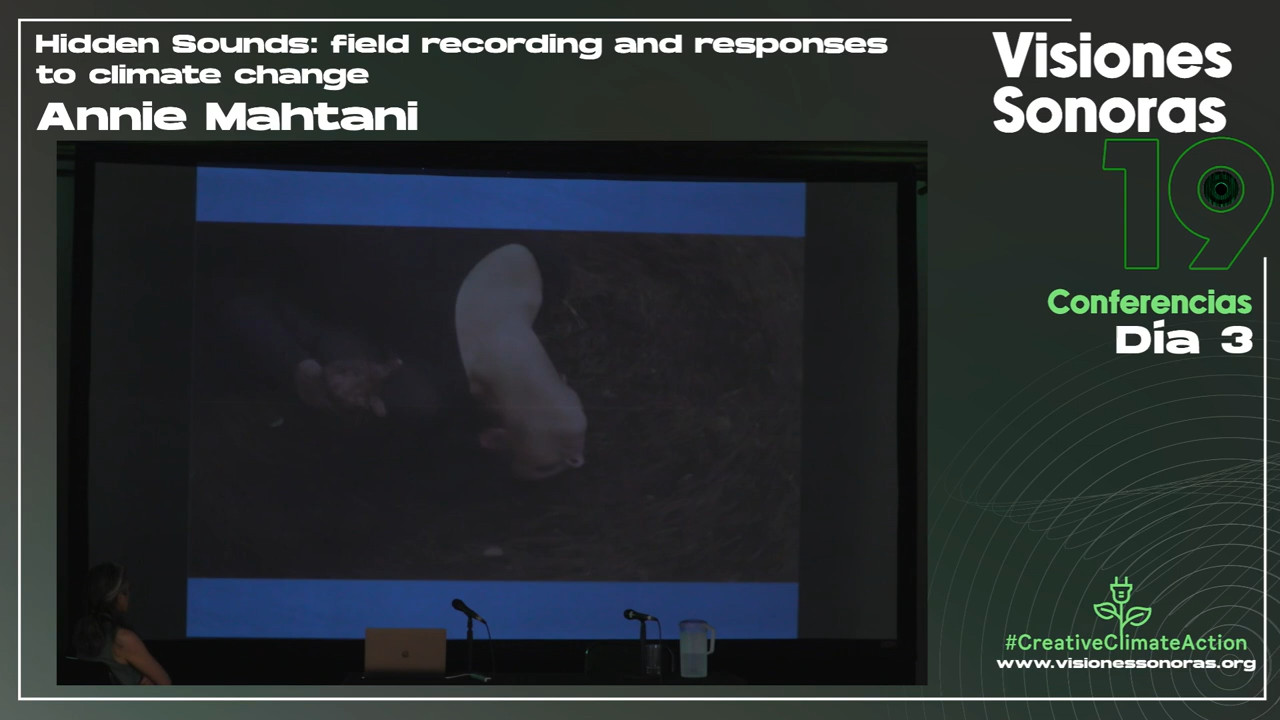 Hidden Sounds: field recording and responses
to climate change
Annie Mahtani
Visiones
Sonoras
19
Conferencias
Día 3
#CreativeClimateAction
www.visionessonoras.org